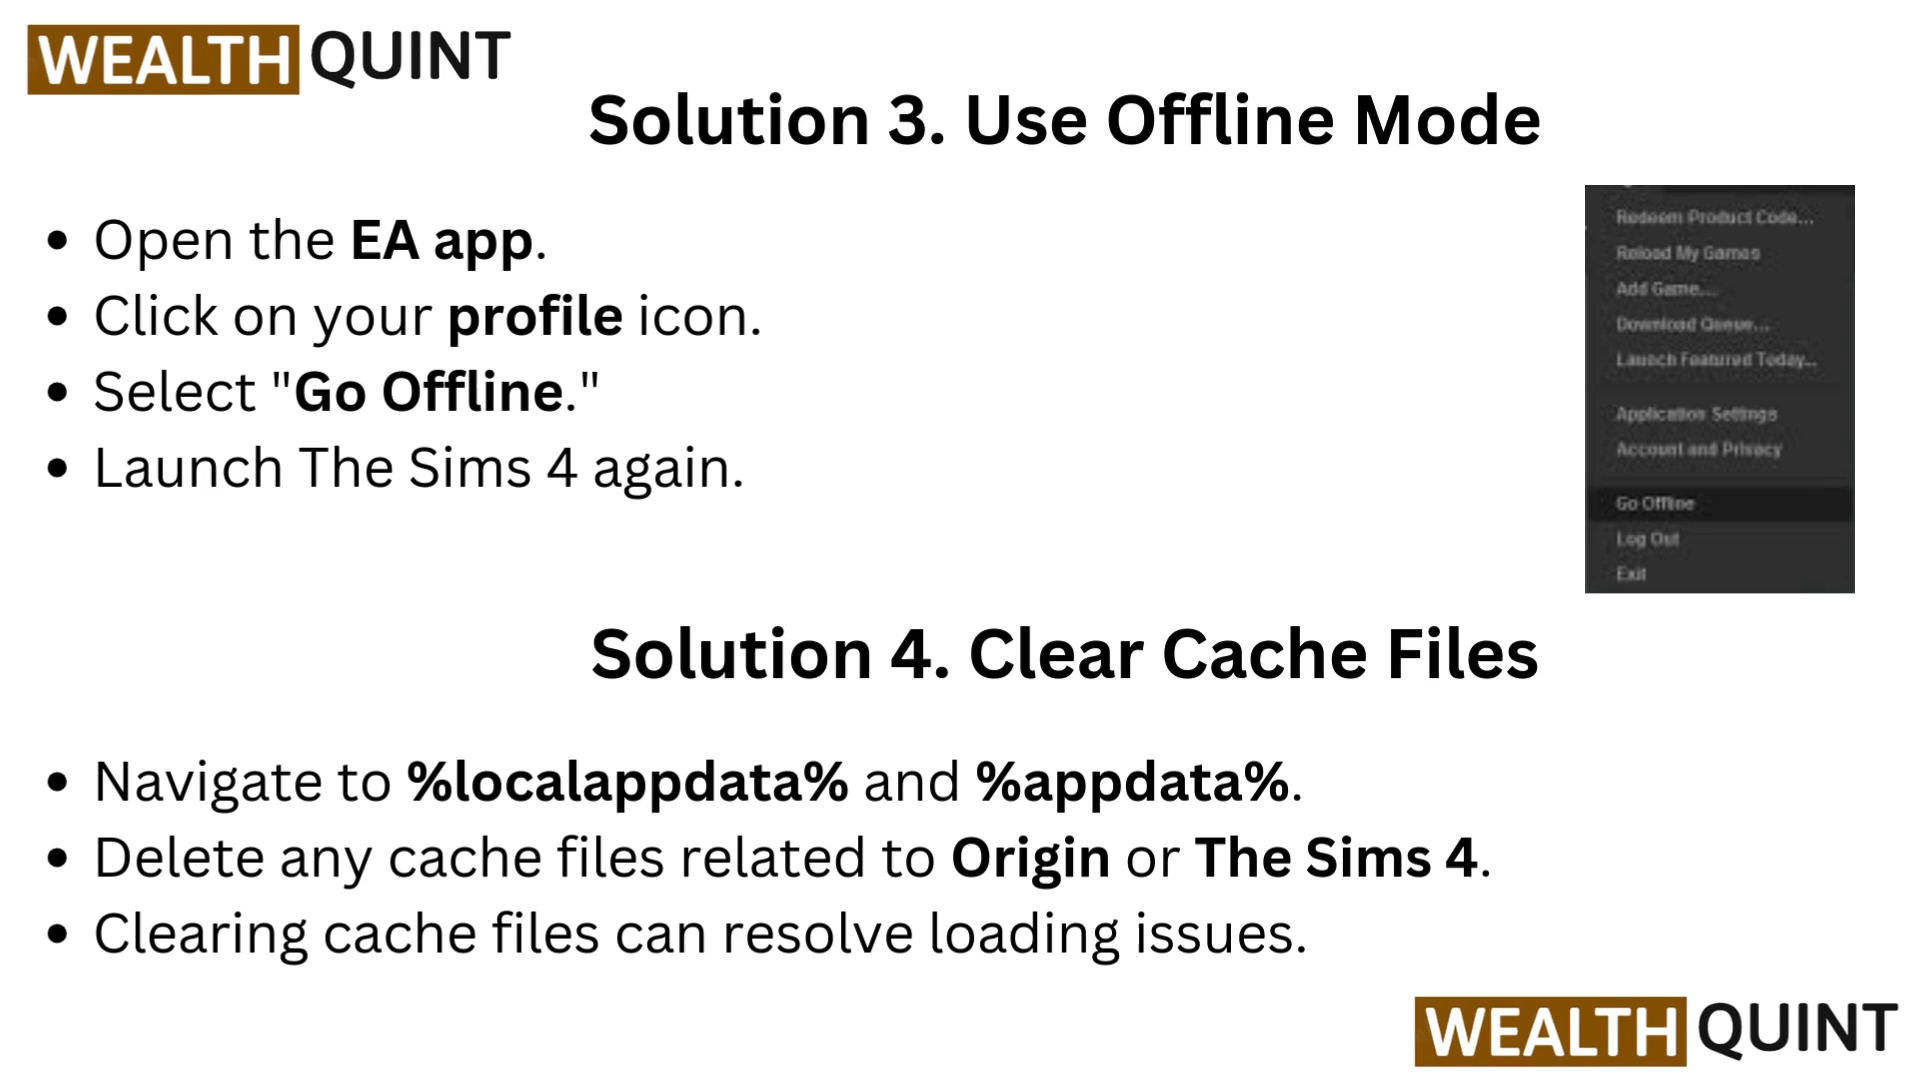 WEALTH QUINT
Solution 3. Use Offline Mode
• Open the EA app.
• Click on your profile icon.
• Select "Go Offline."
• Launch The Sims 4 again.
Redeem Product Code...
Reload My Games
Add Game...
Download Queue...
Launch Featured Today...
Application Settings
Account and Privacy
Go Offline
Log Out
Exit
Solution 4. Clear Cache Files
• Navigate to %localappdata% and %appdata%.
• Delete any cache files related to Origin or The Sims 4.
• Clearing cache files can resolve loading issues.
WEALTH QUINT